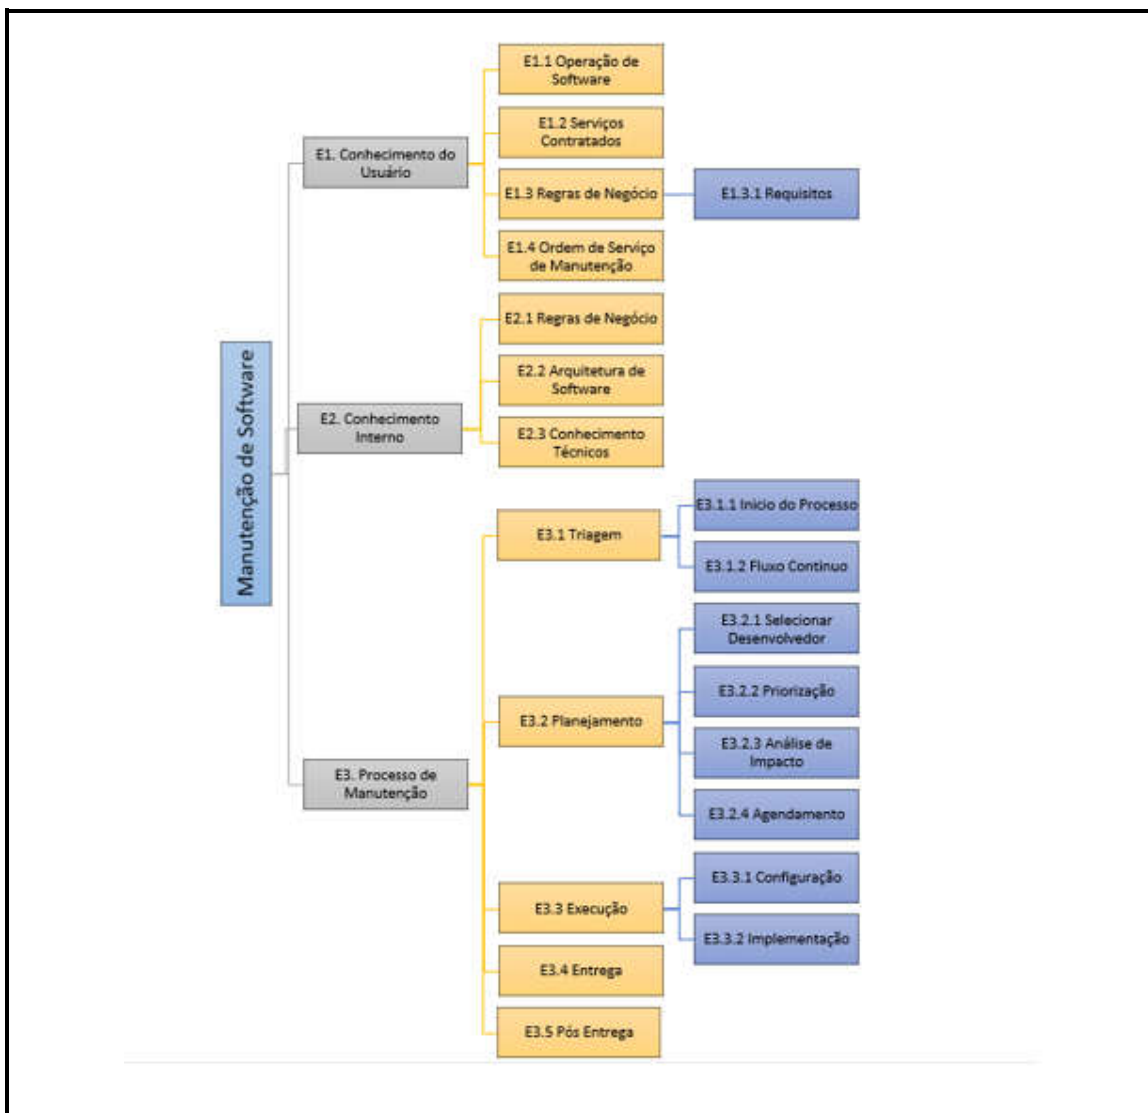 Manutenção de Software
E1. Conhecimento do
Usuário
E1.1 Operação de
Software
E1.2 Serviços
Contratados
E1.3 Regras de Negócio
E1.3.1 Requisitos
E1.4 Ordem de Serviço
de Manutenção
E2. Conhecimento
Interno
E2.1 Regras de Negócio
E2.2 Arquitetura de
Software
E2.3 Conhecimento
Técnicos
E3. Processo de
Manutenção
E3.1 Triagem
E3.1.1 Inicio do Processo
E3.1.2 Fluxo Continuo
E3.2 Planejamento
E3.2.1 Selecionar
Desenvolvedor
E3.2.2 Priorização
E3.2.3 Análise de
Impacto
E3.2.4 Agendamento
E3.3 Execução
E3.3.1 Configuração
E3.3.2 Implementação
E3.4 Entrega
E3.5 Pós Entrega